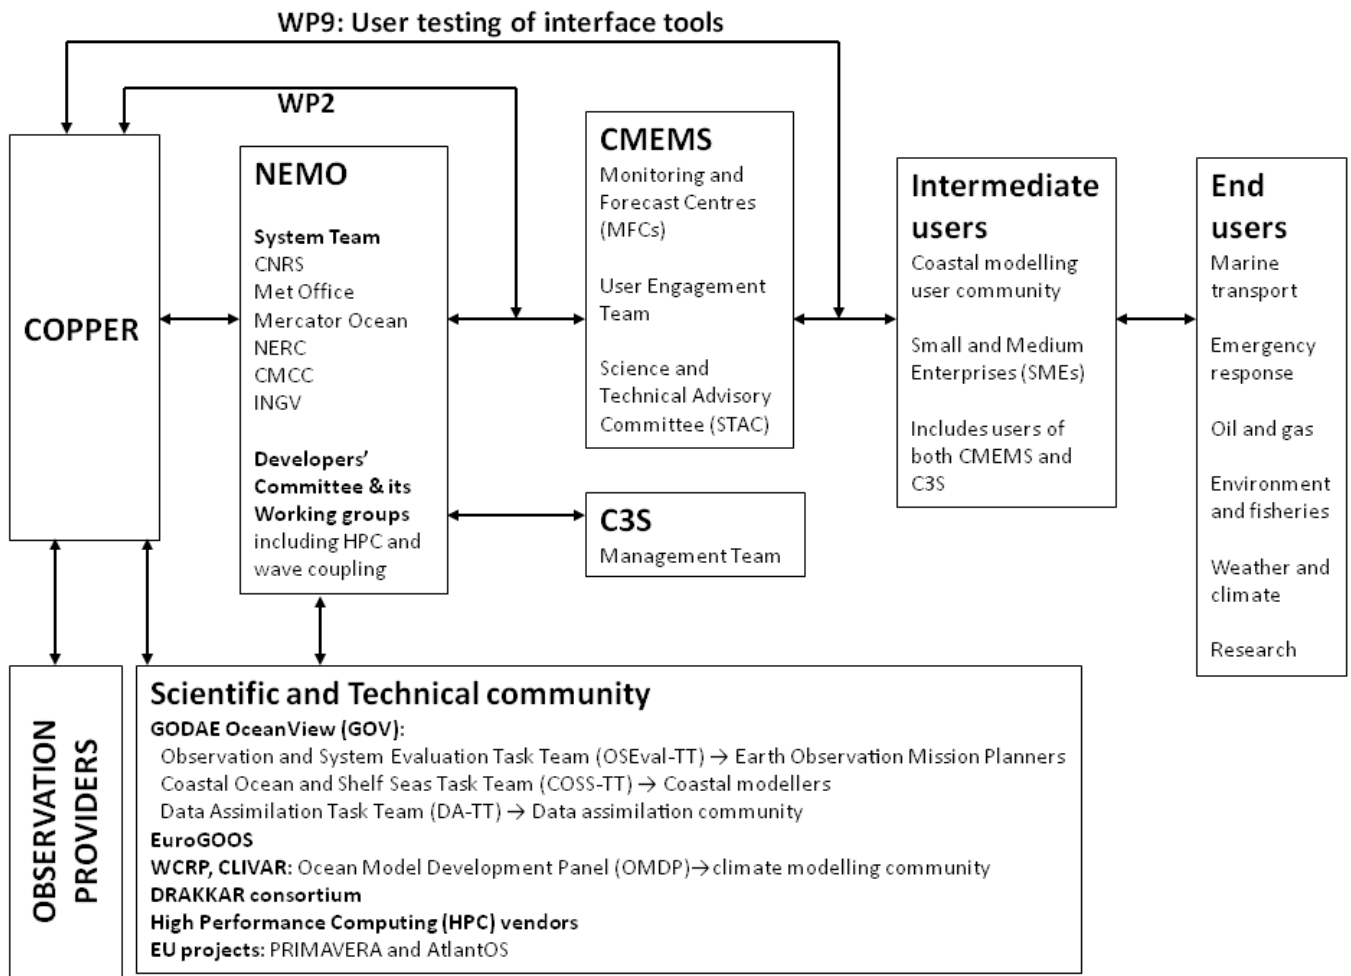 WP9: User testing of interface tools
WP2
COPPER
NEMO
System Team
CNRS
Met Office
Mercator Ocean
NERC
CMCC
INGV
Developers’
Committee & its
Working groups
including HPC and
wave coupling
CMEMS
Monitoring and
Forecast Centres
(MFCs)
User Engagement
Team
Science and
Technical Advisory
Committee (STAC)
C3S
Management Team
Intermediate
users
Coastal modelling
user community
Small and Medium
Enterprises (SMEs)
Includes users of
both CMEMS and
C3S
End
users
Marine
transport
Emergency
response
Oil and gas
Environment
and fisheries
Weather and
climate
Research
OBSERVATION
PROVIDERS
Scientific and Technical community
GODAE OceanView (GOV):
Observation and System Evaluation Task Team (OSEval-TT) → Earth Observation Mission Planners
Coastal Ocean and Shelf Seas Task Team (COSS-TT) → Coastal modellers
Data Assimilation Task Team (DA-TT) → Data assimilation community
EuroGOOS
WCRP, CLIVAR: Ocean Model Development Panel (OMDP)→climate modelling community
DRAKKAR consortium
High Performance Computing (HPC) vendors
EU projects: PRIMAVERA and AtlantOS